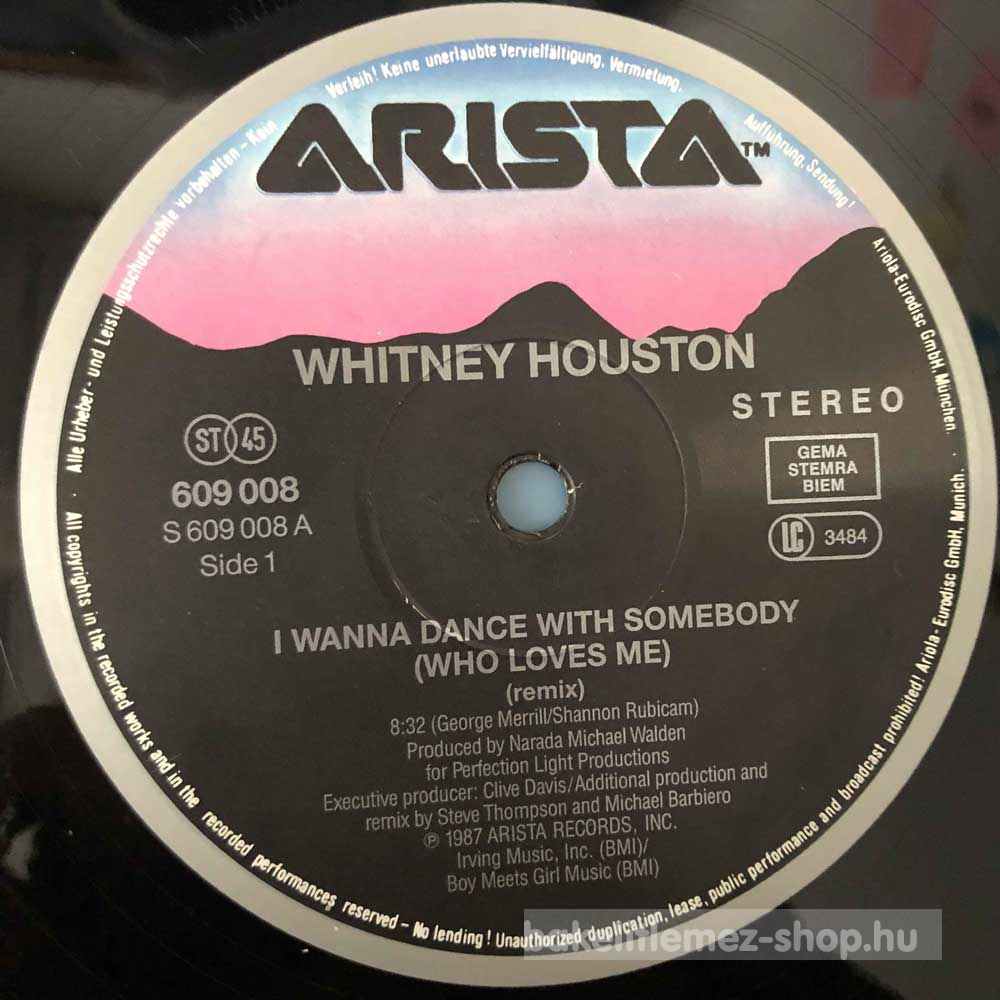 Alle Urheber- und Leistungsschutzrechte vorbehalten – Kein Verleih! Keine unerlaubte Vervielfältigung, Vermietung, Aufführung, Sendung!
ARISTA™
Ariola-Eurodisc GmbH, München.
WHITNEY HOUSTON
STEREO
ST 45
GEMA
STEMRA
BIEM
609 008
S 609 008 A
Side 1
LC 3484
I WANNA DANCE WITH SOMEBODY
(WHO LOVES ME)
(remix)
8:32 (George Merrill/Shannon Rubicam)
Produced by Narada Michael Walden
for Perfection Light Productions
Executive producer: Clive Davis/Additional production and
remix by Steve Thompson and Michael Barbiero
℗ 1987 ARISTA RECORDS, INC.
Irving Music, Inc. (BMI)/
Boy Meets Girl Music (BMI)
· All copyrights in the recorded works and in the recorded performances reserved – No lending! Unauthorized duplication, lease, public performance and broadcast prohibited! Ariola-Eurodisc GmbH, Munich. ·
bakelitlemez-shop.hu